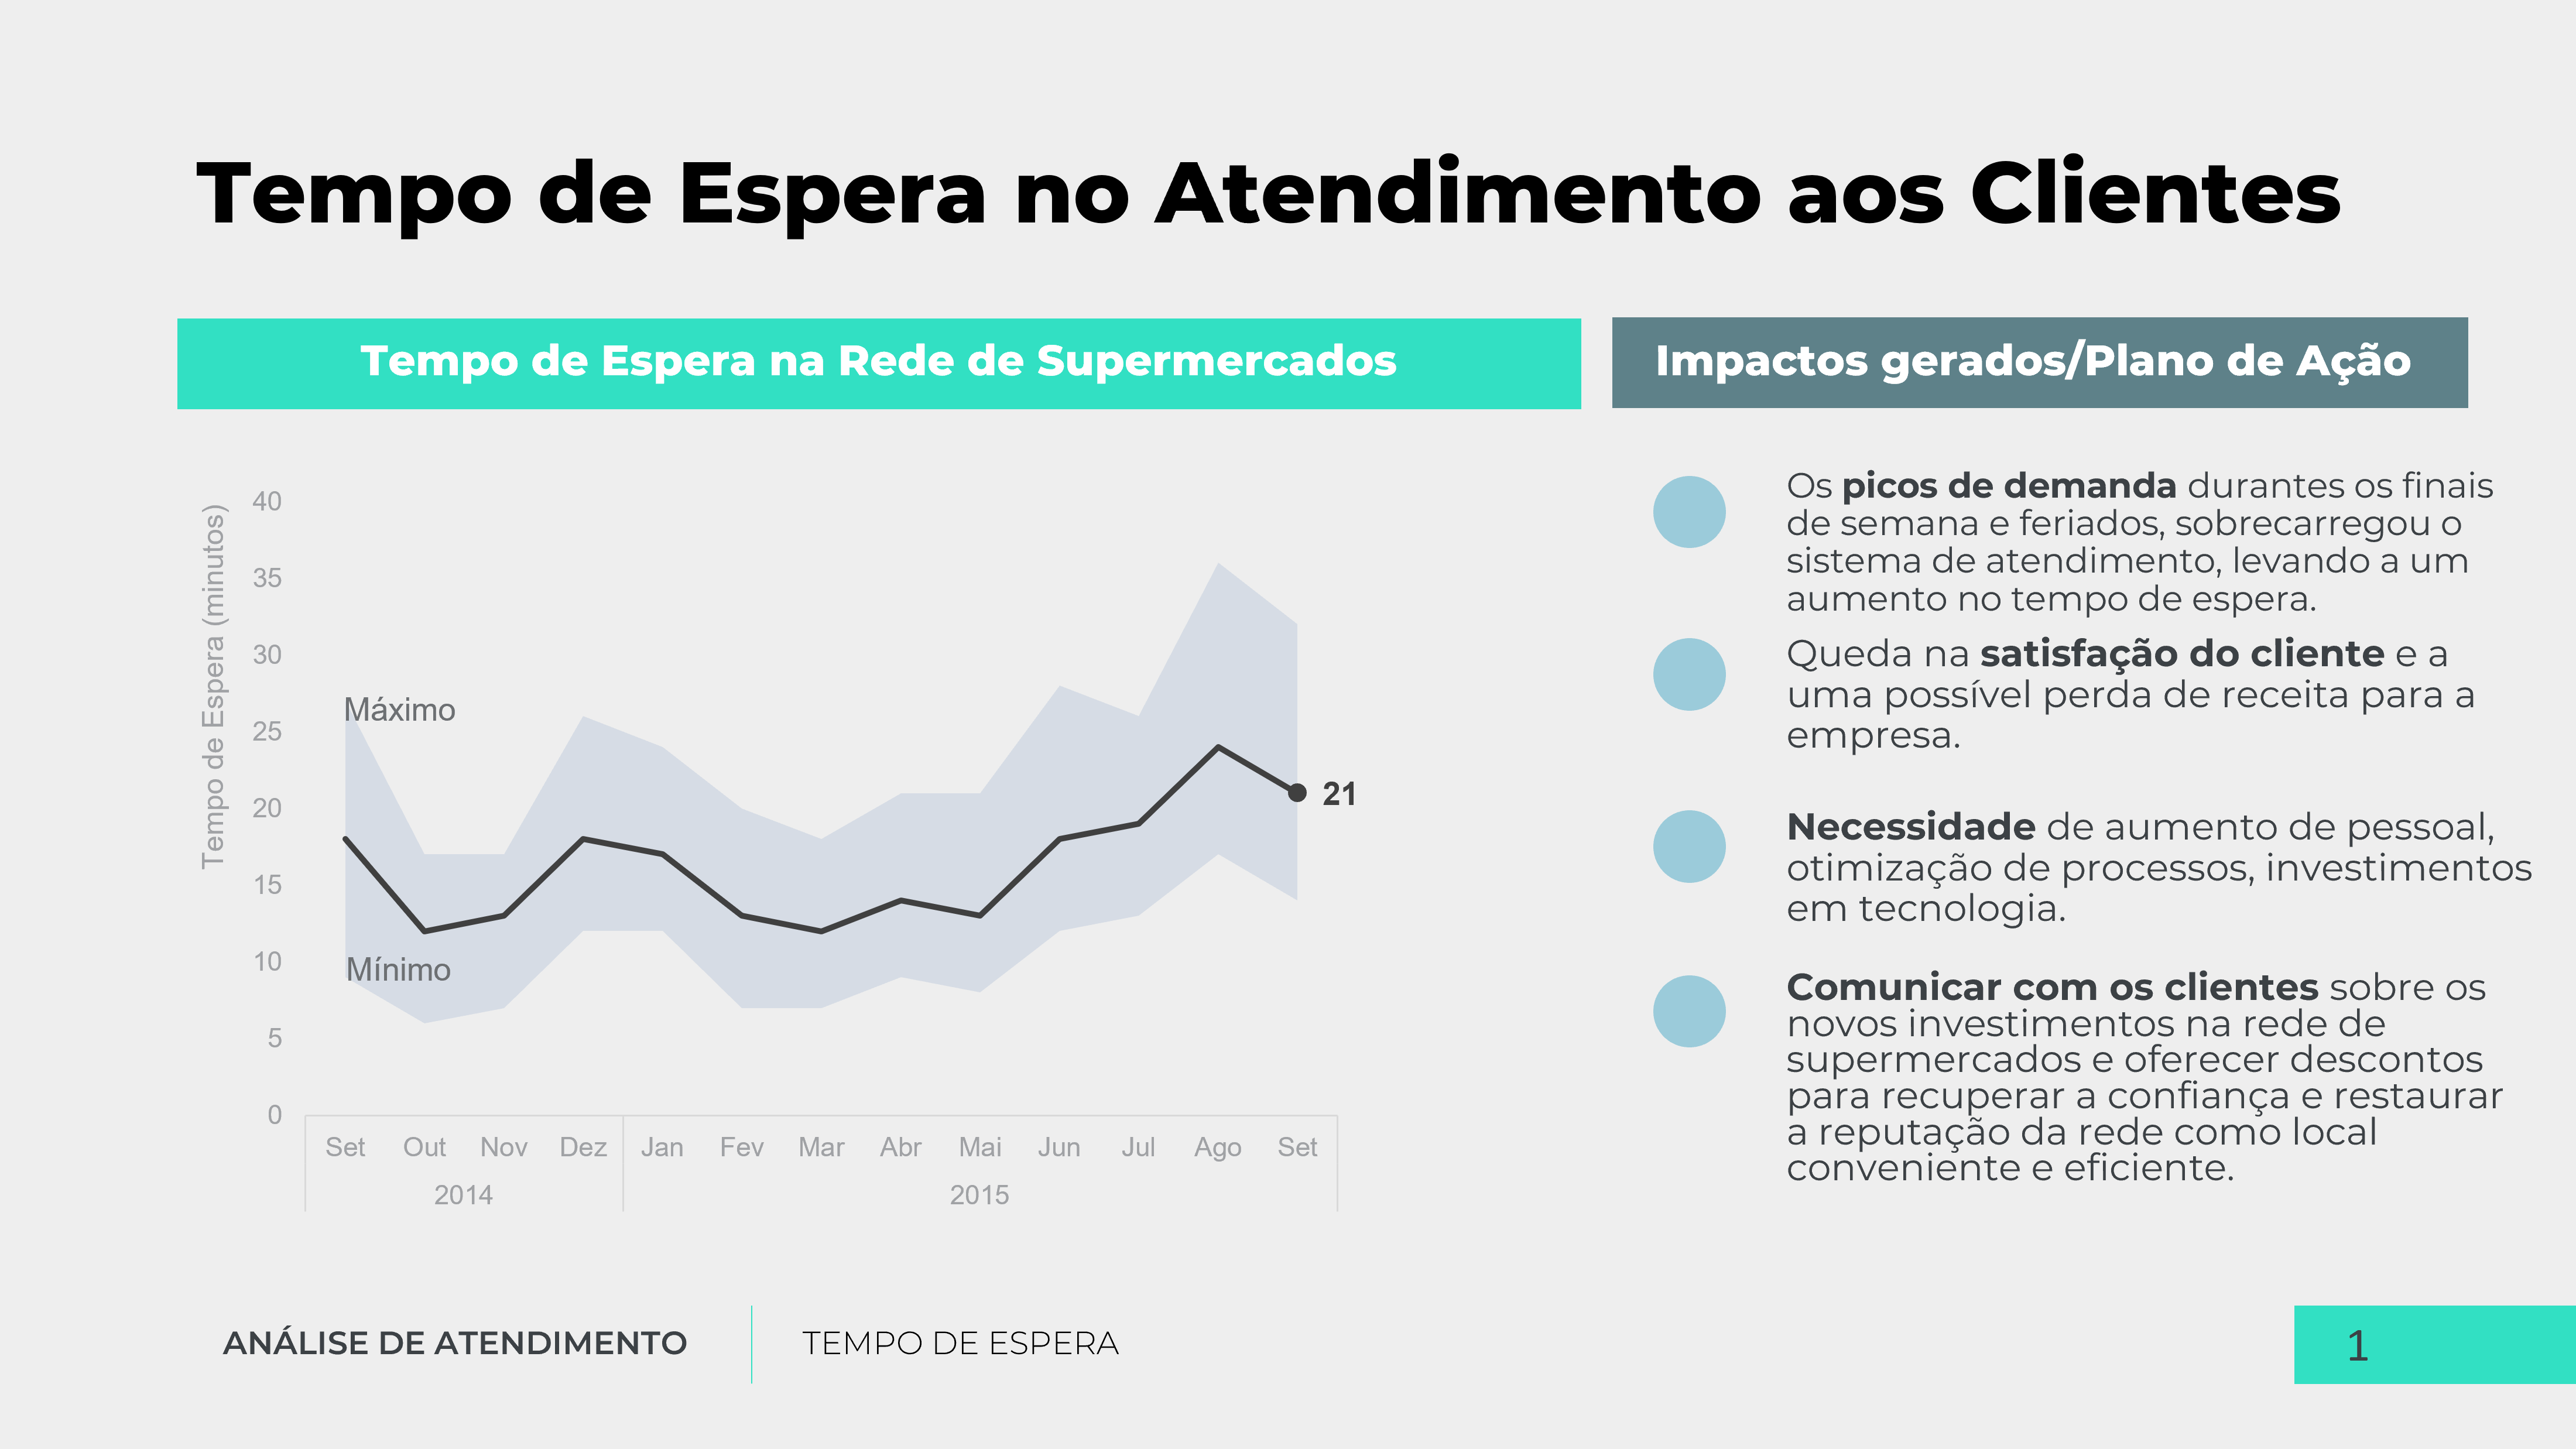 Tempo de Espera no Atendimento aos Clientes
Tempo de Espera na Rede de Supermercados
Tempo de Espera (minutos)
40
35
30
25
20
15
10
5
0
Máximo
Mínimo
21
Set Out Nov Dez Jan Fev Mar Abr Mai Jun Jul Ago Set
2014 2015
Impactos gerados/Plano de Ação
Os picos de demanda durantes os finais
de semana e feriados, sobrecarregou o
sistema de atendimento, levando a um
aumento no tempo de espera.
Queda na satisfação do cliente e a
uma possível perda de receita para a
empresa.
Necessidade de aumento de pessoal,
otimização de processos, investimentos
em tecnologia.
Comunicar com os clientes sobre os
novos investimentos na rede de
supermercados e oferecer descontos
para recuperar a confiança e restaurar
a reputação da rede como local
conveniente e eficiente.
ANÁLISE DE ATENDIMENTO
TEMPO DE ESPERA
1